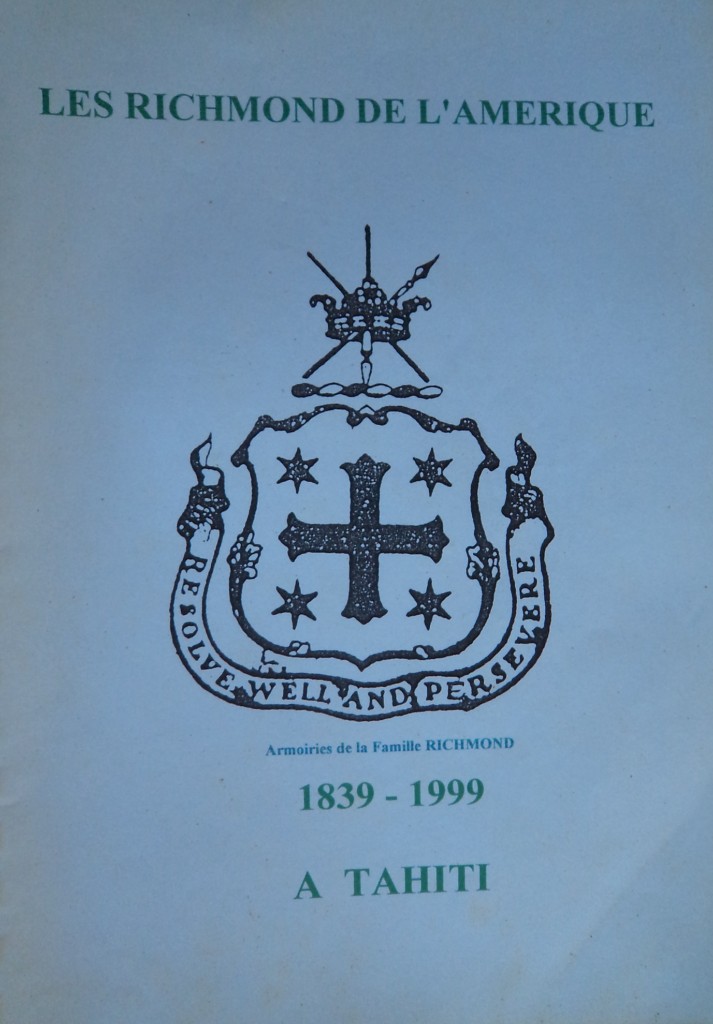 LES RICHMOND DE L'AMERIQUE
RESOLVE WELL AND PERSEVERE
Armoiries de la Famille RICHMOND
1839 - 1999
A TAHITI